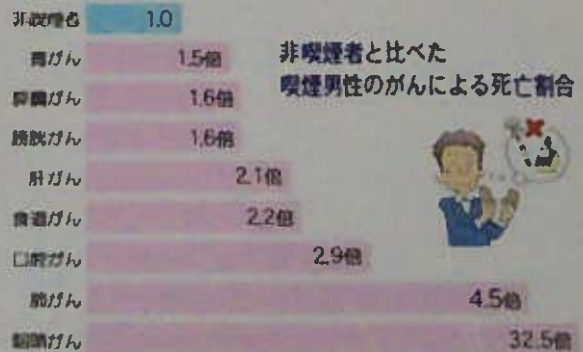 非喫煙者 1.0
胃がん 1.5倍
非喫煙者と比べた
喫煙男性のがんによる死亡割合
膵臓がん 1.6倍
膀胱がん 1.6倍
肝がん 2.1倍
食道がん 2.2倍
口腔がん 2.9倍
肺がん 4.5倍
咽頭がん 32.5倍